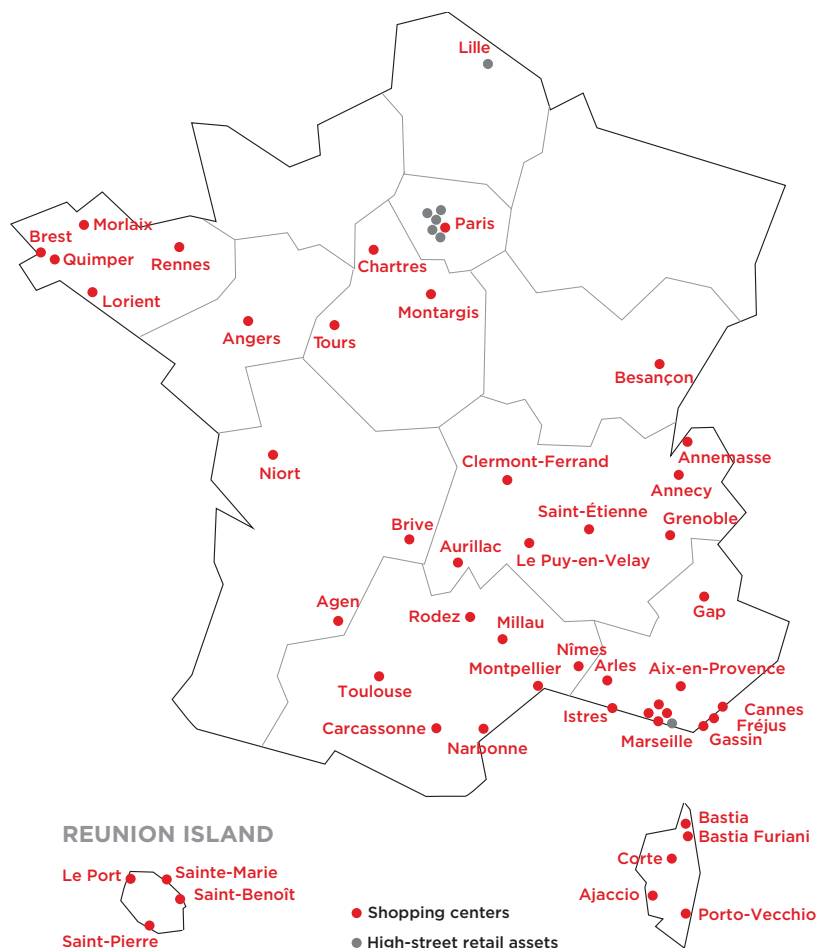 Lille
Paris
Morlaix
Brest
Quimper
Rennes
Chartres
Lorient
Montargis
Angers
Tours
Besançon
Annemasse
Clermont-Ferrand
Niort
Annecy
Saint-Étienne
Grenoble
Brive
Aurillac
Le Puy-en-Velay
Agen
Rodez
Gap
Millau
Nîmes
Montpellier
Arles
Aix-en-Provence
Toulouse
Istres
Cannes
Fréjus
Carcassonne
Marseille
Gassin
Narbonne
REUNION ISLAND
Bastia
Bastia Furiani
Corte
Le Port
Sainte-Marie
Saint-Benoît
Ajaccio
Shopping centers
Porto-Vecchio
Saint-Pierre
High-street retail assets